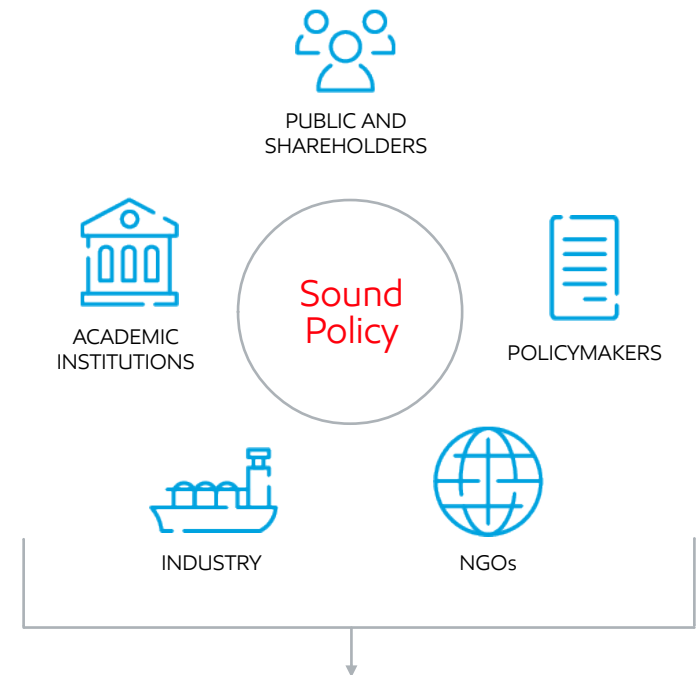 PUBLIC AND
SHAREHOLDERS
Sound
Policy
ACADEMIC
INSTITUTIONS
POLICYMAKERS
INDUSTRY
NGOs